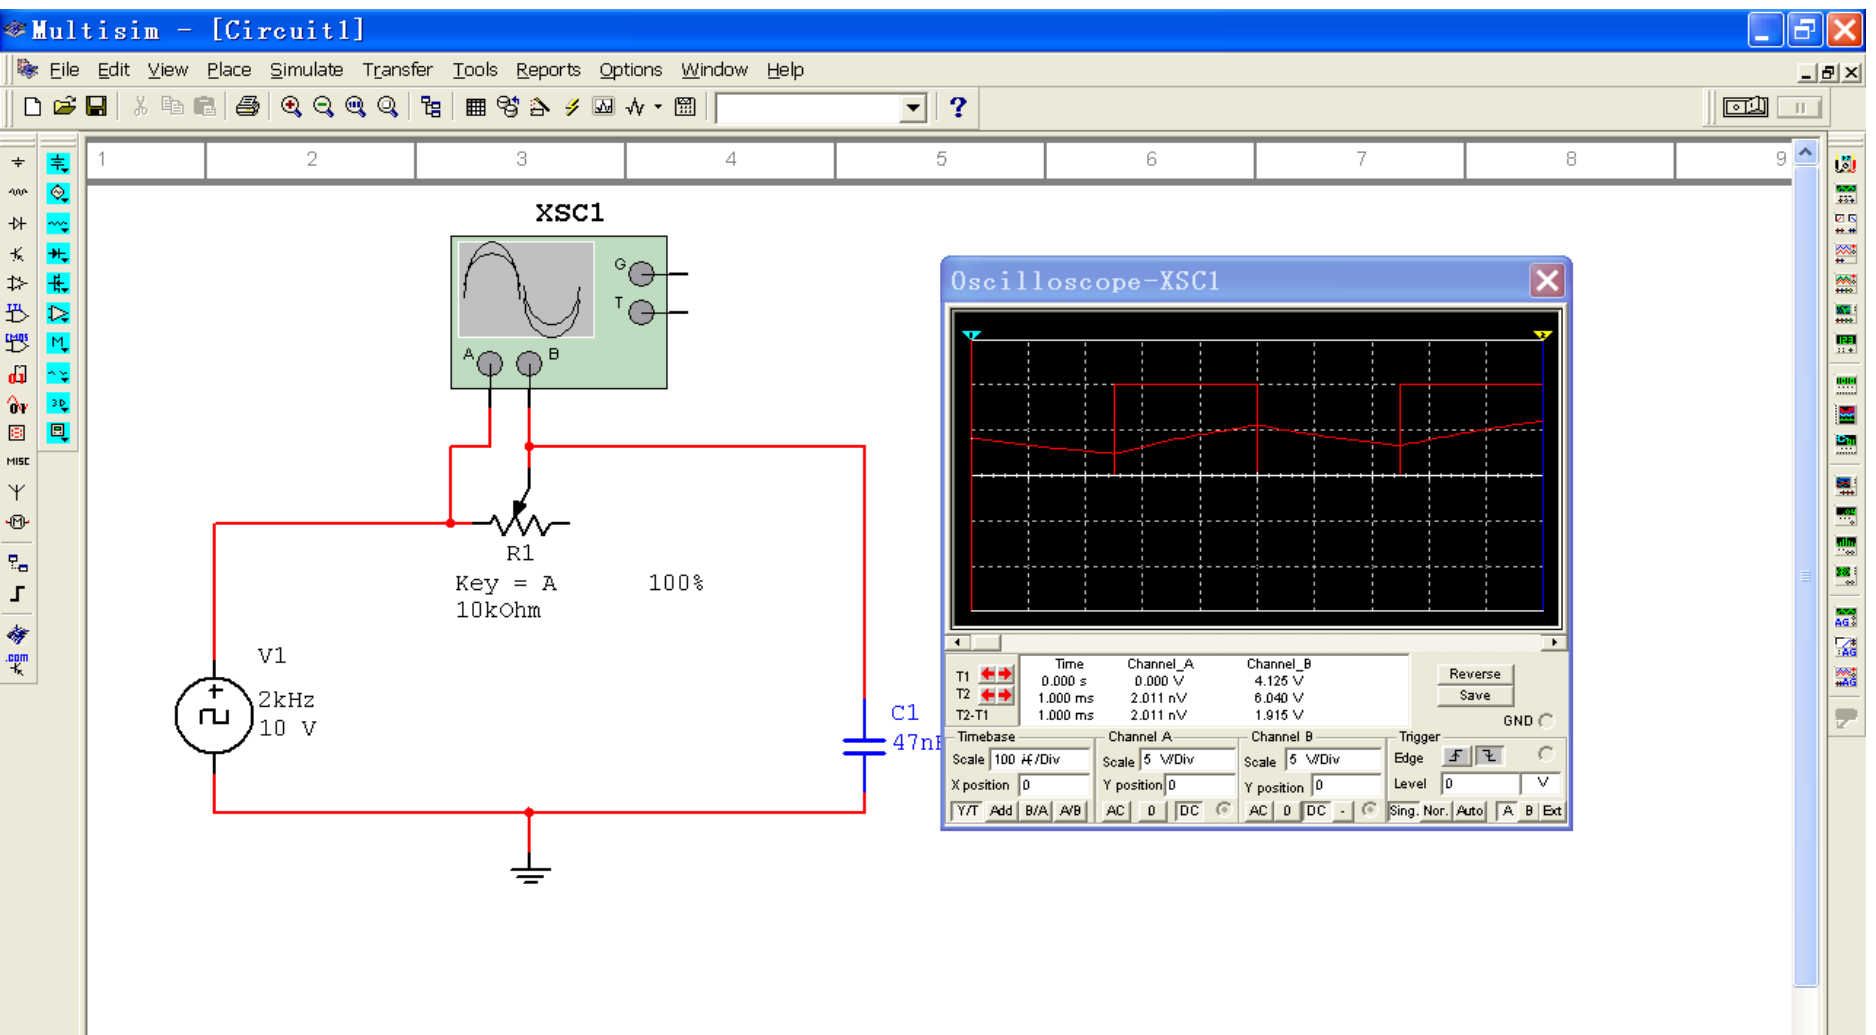 Multisim - [Circuit1]
File Edit View Place Simulate Transfer Tools Reports Options Window Help
1 2 3 4 5 6 7 8 9
XSC1
G
T
A B
R1
Key = A 100%
10kOhm
V1
2kHz
10 V
C1
47n
MISC
Oscilloscope-XSC1
Time Channel_A Channel_B
T1 0.000 s 0.000 V 4.125 V
T2 1.000 ms 2.011 nV 6.040 V
T2-T1 1.000 ms 2.011 nV 1.915 V
Reverse
Save
GND
Timebase Channel A Channel B Trigger
Scale 100 /Div Scale 5 V/Div Scale 5 V/Div Edge
X position 0 Y position 0 Y position 0 Level 0 V
Y/T Add B/A A/B AC 0 DC AC 0 DC - Sing. Nor. Auto A B Ext